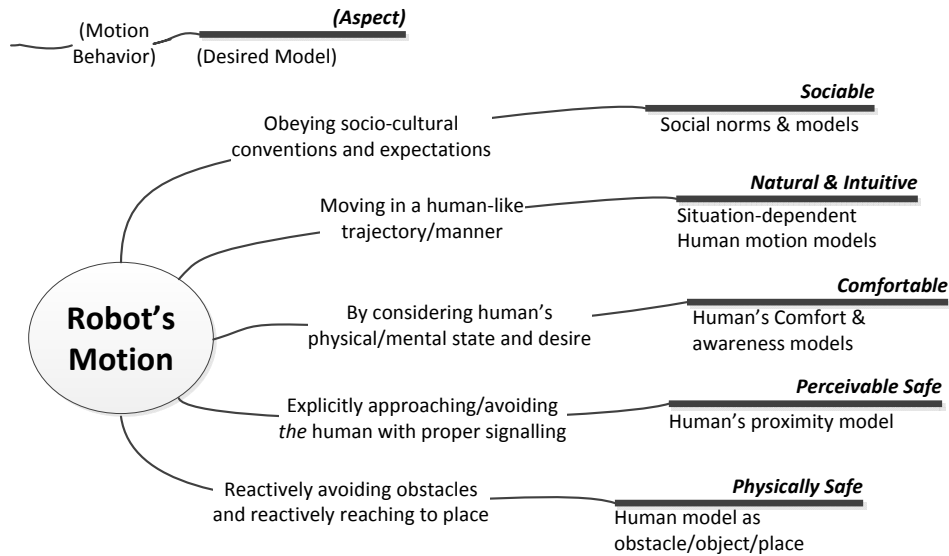 (Aspect)
(Motion
Behavior)
(Desired Model)
Sociable
Obeying socio-cultural
conventions and expectations
Social norms & models
Natural & Intuitive
Moving in a human-like
trajectory/manner
Situation-dependent
Human motion models
Robot's
Motion
Comfortable
By considering human's
physical/mental state and desire
Human's Comfort &
awareness models
Perceivable Safe
Explicitly approaching/avoiding
the human with proper signalling
Human's proximity model
Physically Safe
Reactively avoiding obstacles
and reactively reaching to place
Human model as
obstacle/object/place